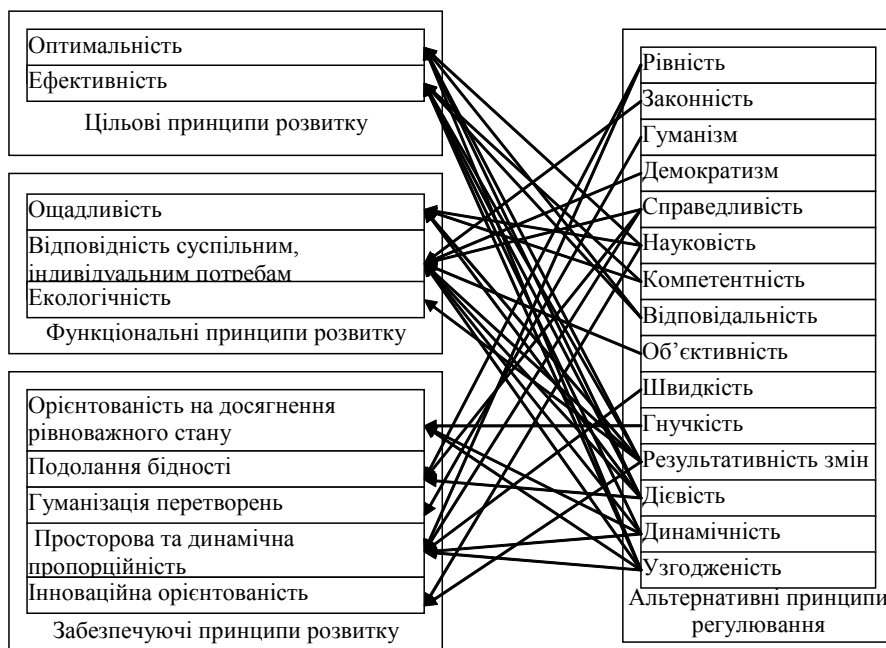 Оптимальність
Ефективність
Цільові принципи розвитку
Ощадливість
Відповідність суспільним,
індивідуальним потребам
Екологічність
Функціональні принципи розвитку
Орієнтованість на досягнення
рівноважного стану
Подолання бідності
Гуманізація перетворень
Просторова та динамічна
пропорційність
Інноваційна орієнтованість
Забезпечуючі принципи розвитку
Рівність
Законність
Гуманізм
Демократизм
Справедливість
Науковість
Компетентність
Відповідальність
Об’єктивність
Швидкість
Гнучкість
Результативність змін
Дієвість
Динамічність
Узгодженість
Альтернативні принципи
регулювання